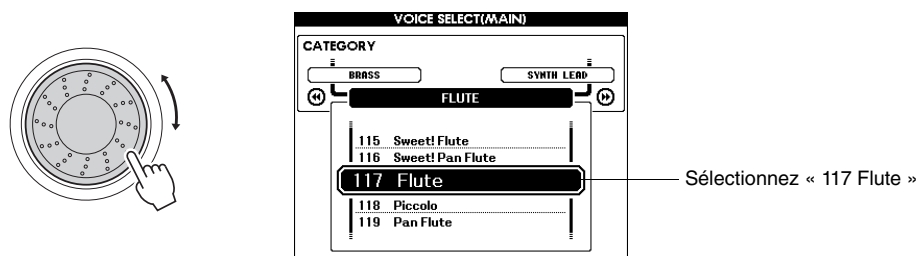 VOICE SELECT(MAIN)
CATEGORY
BRASS
SYNTH LEAD
FLUTE
115 Sweet! Flute
116 Sweet! Pan Flute
117 Flute
Sélectionnez « 117 Flute »
118 Piccolo
119 Pan Flute